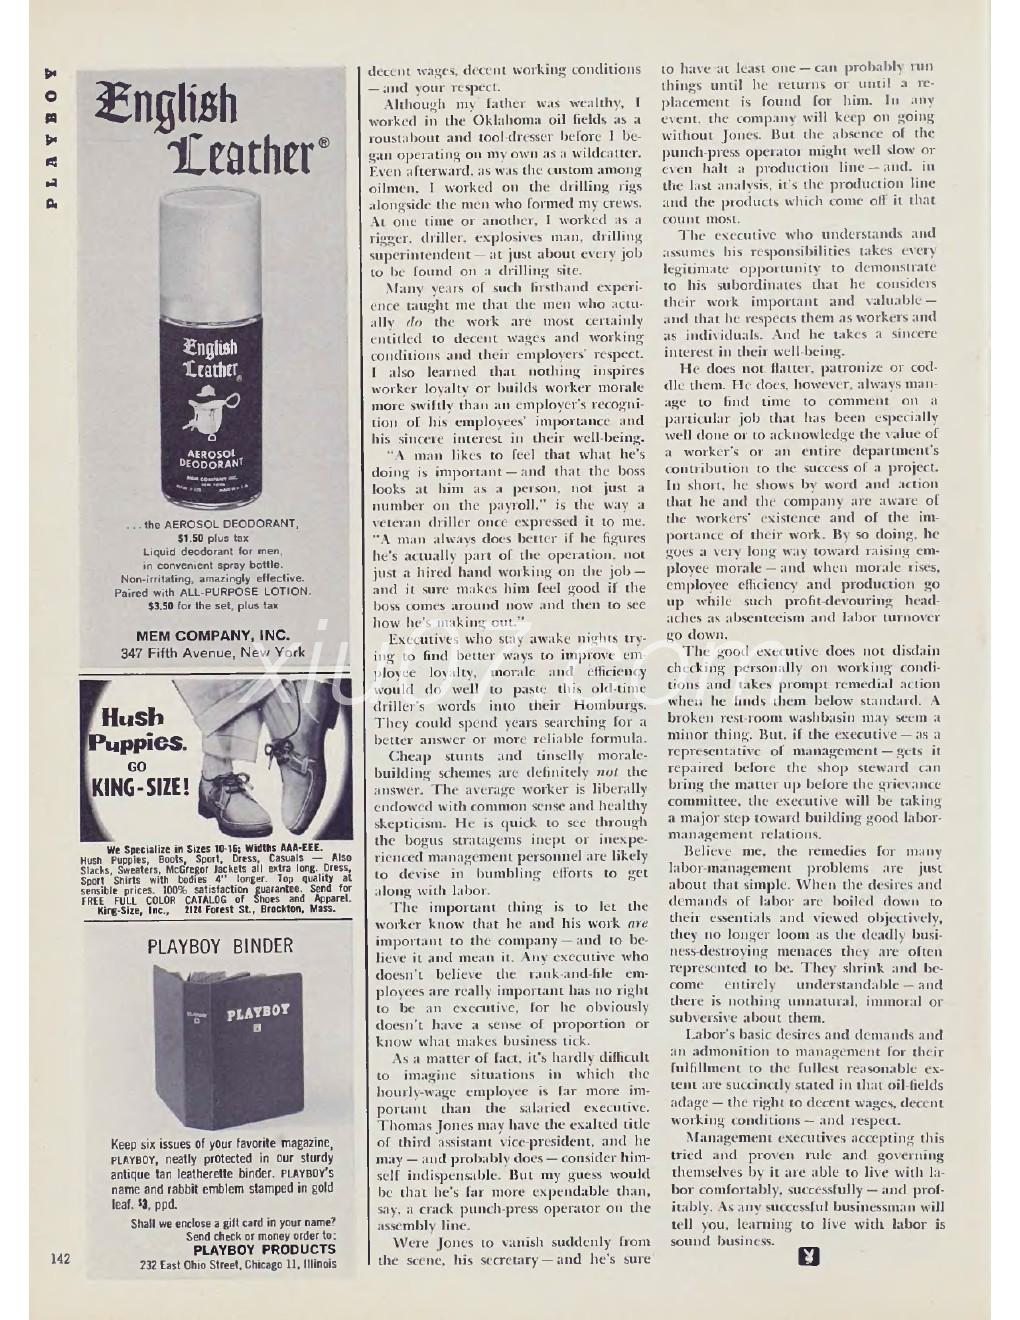 PLAYBOY
English
Leather®
English
Leather®
AEROSOL
DEODORANT
MEM COMPANY INC.
... the AEROSOL DEODORANT,
$1.50 plus tax
Liquid deodorant for men,
in convenient spray bottle.
Non-irritating, amazingly effective.
Paired with ALL-PURPOSE LOTION.
$3.50 for the set, plus tax
MEM COMPANY, INC.
347 Fifth Avenue, New York
Hush
Puppies.
GO
KING-SIZE!
We Specialize in Sizes 10-16; Widths AAA-EEE.
Hush Puppies, Boots, Sport, Dress, Casuals — Also
Slacks, Sweaters, McGregor Jackets all extra long. Dress,
Sport Shirts with bodies 4" longer. Top quality at
sensible prices. 100% satisfaction guarantee. Send for
FREE FULL COLOR CATALOG of Shoes and Apparel.
King-Size, Inc., 2124 Forest St., Brockton, Mass.
PLAYBOY BINDER
PLAYBOY
PLAYBOY
Keep six issues of your favorite magazine,
PLAYBOY, neatly protected in our sturdy
antique tan leatherette binder. PLAYBOY'S
name and rabbit emblem stamped in gold
leaf. $3, ppd.
Shall we enclose a gift card in your name?
Send check or money order to:
PLAYBOY PRODUCTS
232 East Ohio Street, Chicago 11, Illinois
142
decent wages, decent working conditions
— and your respect.
Although my father was wealthy, I
worked in the Oklahoma oil fields as a
roustabout and tool-dresser before I be-
gan operating on my own as a wildcatter.
Even afterward, as was the custom among
oilmen, I worked on the drilling rigs
alongside the men who formed my crews.
At one time or another, I worked as a
rigger, driller, explosives man, drilling
superintendent — at just about every job
to be found on a drilling site.
Many years of such firsthand experi-
ence taught me that the men who actu-
ally do the work are most certainly
entitled to decent wages and working
conditions and their employers' respect.
I also learned that nothing inspires
worker loyalty or builds worker morale
more swiftly than an employer's recogni-
tion of his employees' importance and
his sincere interest in their well-being.
"A man likes to feel that what he's
doing is important — and that the boss
looks at him as a person, not just a
number on the payroll," is the way a
veteran driller once expressed it to me.
"A man always does better if he figures
he's actually part of the operation, not
just a hired hand working on the job —
and it sure makes him feel good if the
boss comes around now and then to see
how he's making out."
Executives who stay awake nights try-
ing to find better ways to improve em-
ployee loyalty, morale and efficiency
would do well to paste this old-time
driller's words into their Homburgs.
They could spend years searching for a
better answer or more reliable formula.
Cheap stunts and tinselly morale-
building schemes are definitely not the
answer. The average worker is liberally
endowed with common sense and healthy
skepticism. He is quick to see through
the bogus stratagems inept or inexpe-
rienced management personnel are likely
to devise in bumbling efforts to get
along with labor.
The important thing is to let the
worker know that he and his work are
important to the company — and to be-
lieve it and mean it. Any executive who
doesn't believe the rank-and-file em-
ployees are really important has no right
to be an executive, for he obviously
doesn't have a sense of proportion or
know what makes business tick.
As a matter of fact, it's hardly difficult
to imagine situations in which the
hourly-wage employee is far more im-
portant than the salaried executive.
Thomas Jones may have the exalted title
of third assistant vice-president, and he
may — and probably does — consider him-
self indispensable. But my guess would
be that he's far more expendable than,
say, a crack punch-press operator on the
assembly line.
Were Jones to vanish suddenly from
the scene, his secretary — and he's sure
to have at least one — can probably run
things until he returns or until a re-
placement is found for him. In any
event, the company will keep on going
without Jones. But the absence of the
punch-press operator might well slow or
even halt a production line — and, in
the last analysis, it's the production line
and the products which come off it that
count most.
The executive who understands and
assumes his responsibilities takes every
legitimate opportunity to demonstrate
to his subordinates that he considers
their work important and valuable —
and that he respects them as workers and
as individuals. And he takes a sincere
interest in their well-being.
He does not flatter, patronize or cod-
dle them. He does, however, always man-
age to find time to comment on a
particular job that has been especially
well done or to acknowledge the value of
a worker's or an entire department's
contribution to the success of a project.
In short, he shows by word and action
that he and the company are aware of
the workers' existence and of the im-
portance of their work. By so doing, he
goes a very long way toward raising em-
ployee morale — and when morale rises,
employee efficiency and production go
up while such profit-devouring head-
aches as absenteeism and labor turnover
go down.
The good executive does not disdain
checking personally on working condi-
tions and takes prompt remedial action
when he finds them below standard. A
broken rest-room washbasin may seem a
minor thing. But, if the executive — as a
representative of management — gets it
repaired before the shop steward can
bring the matter up before the grievance
committee, the executive will be taking
a major step toward building good labor-
management relations.
Believe me, the remedies for many
labor-management problems are just
about that simple. When the desires and
demands of labor are boiled down to
their essentials and viewed objectively,
they no longer loom as the deadly busi-
ness-destroying menaces they are often
represented to be. They shrink and be-
come entirely understandable — and
there is nothing unnatural, immoral or
subversive about them.
Labor's basic desires and demands and
an admonition to management for their
fulfillment to the fullest reasonable ex-
tent are succinctly stated in that oil-fields
adage — the right to decent wages, decent
working conditions — and respect.
Management executives accepting this
tried and proven rule and governing
themselves by it are able to live with la-
bor comfortably, successfully — and prof-
itably. As any successful businessman will
tell you, learning to live with labor is
sound business.